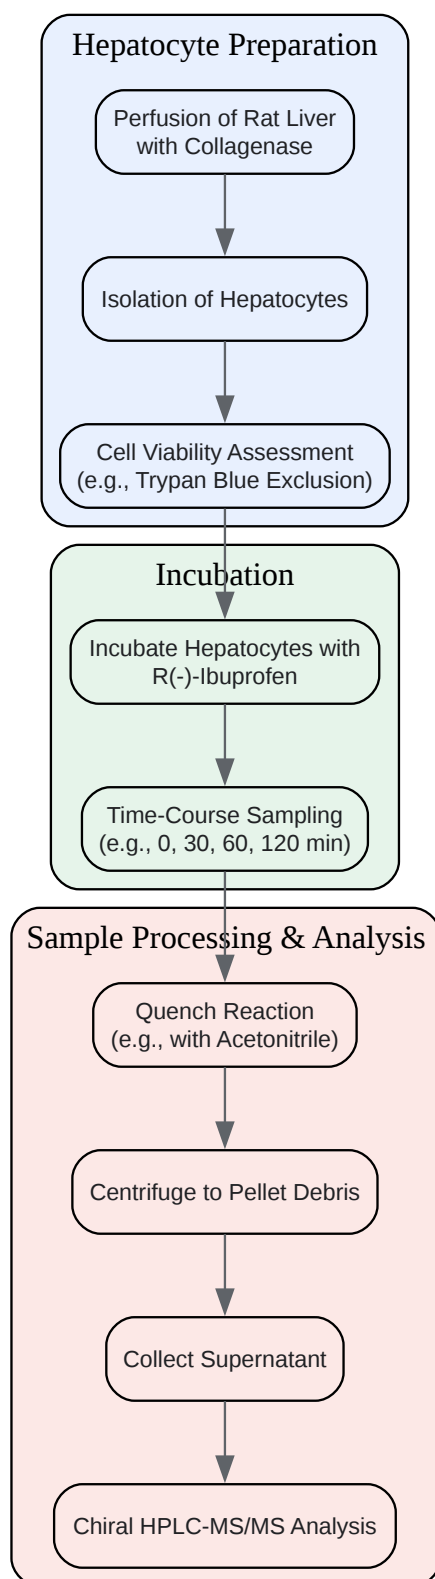 Hepatocyte Preparation
Perfusion of Rat Liver
with Collagenase
Isolation of Hepatocytes
Cell Viability Assessment
(e.g., Trypan Blue Exclusion)
Incubation
Incubate Hepatocytes with
R(-)-Ibuprofen
Time-Course Sampling
(e.g., 0, 30, 60, 120 min)
Sample Processing & Analysis
Quench Reaction
(e.g., with Acetonitrile)
Centrifuge to Pellet Debris
Collect Supernatant
Chiral HPLC-MS/MS Analysis